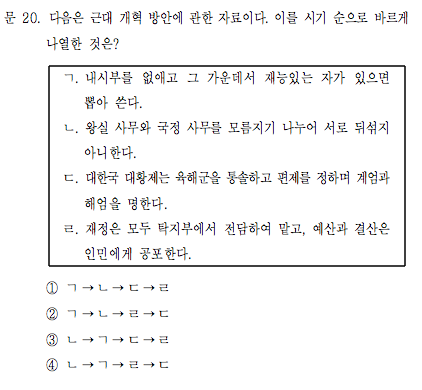 문 20. 다음은 근대 개혁 방안에 관한 자료이다. 이를 시기 순으로 바르게
나열한 것은?
ㄱ. 내시부를 없애고 그 가운데서 재능있는 자가 있으면
뽑아 쓴다.
ㄴ. 왕실 사무와 국정 사무를 모름지기 나누어 서로 뒤섞지
아니한다.
ㄷ. 대한국 대황제는 육해군을 통솔하고 편제를 정하며 계엄과
해엄을 명한다.
ㄹ. 재정은 모두 탁지부에서 전담하여 맡고, 예산과 결산은
인민에게 공포한다.
① ㄱ→ㄴ→ㄷ→ㄹ
② ㄱ→ㄴ→ㄹ→ㄷ
③ ㄴ→ㄱ→ㄷ→ㄹ
④ ㄴ→ㄱ→ㄹ→ㄷ